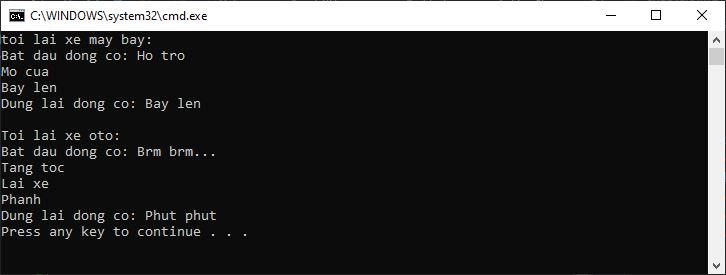 C:\WINDOWS\system32\cmd.exe
toi lai xe may bay:
Bat dau dong co: Ho tro
Mo cua
Bay len
Dung lai dong co: Bay len
Toi lai xe oto:
Bat dau dong co: Brm brm...
Tang toc
Lai xe
Phanh
Dung lai dong co: Phut phut
Press any key to continue . . .